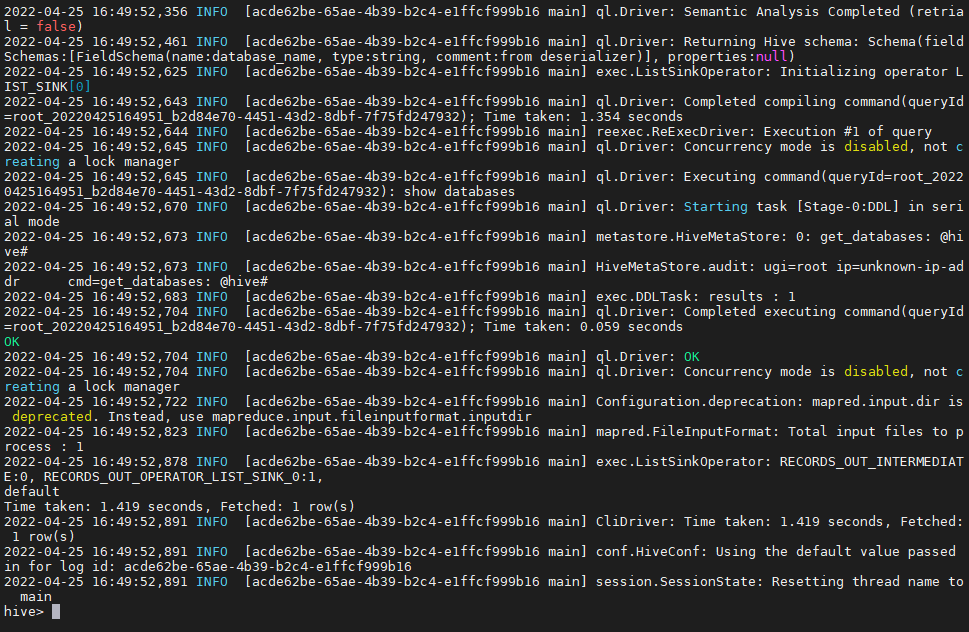 2022-04-25 16:49:52,356 INFO  [acde62be-65ae-4b39-b2c4-e1ffcf999b16 main] ql.Driver: Semantic Analysis Completed (retria
l = false)
2022-04-25 16:49:52,461 INFO  [acde62be-65ae-4b39-b2c4-e1ffcf999b16 main] ql.Driver: Returning Hive schema: Schema(field
Schemas:[FieldSchema(name:database_name, type:string, comment:from deserializer)], properties:null)
2022-04-25 16:49:52,625 INFO  [acde62be-65ae-4b39-b2c4-e1ffcf999b16 main] exec.ListSinkOperator: Initializing operator L
IST_SINK[0]
2022-04-25 16:49:52,643 INFO  [acde62be-65ae-4b39-b2c4-e1ffcf999b16 main] ql.Driver: Completed compiling command(queryId
=root_20220425164951_b2d84e70-4451-43d2-8dbf-7f75fd247932); Time taken: 1.354 seconds
2022-04-25 16:49:52,644 INFO  [acde62be-65ae-4b39-b2c4-e1ffcf999b16 main] reexec.ReExecDriver: Execution #1 of query
2022-04-25 16:49:52,645 INFO  [acde62be-65ae-4b39-b2c4-e1ffcf999b16 main] ql.Driver: Concurrency mode is disabled, not c
reating a lock manager
2022-04-25 16:49:52,645 INFO  [acde62be-65ae-4b39-b2c4-e1ffcf999b16 main] ql.Driver: Executing command(queryId=root_2022
0425164951_b2d84e70-4451-43d2-8dbf-7f75fd247932): show databases
2022-04-25 16:49:52,670 INFO  [acde62be-65ae-4b39-b2c4-e1ffcf999b16 main] ql.Driver: Starting task [Stage-0:DDL] in seri
al mode
2022-04-25 16:49:52,673 INFO  [acde62be-65ae-4b39-b2c4-e1ffcf999b16 main] metastore.HiveMetaStore: 0: get_databases: @hi
ve#
2022-04-25 16:49:52,673 INFO  [acde62be-65ae-4b39-b2c4-e1ffcf999b16 main] HiveMetaStore.audit: ugi=root ip=unknown-ip-ad
dr      cmd=get_databases: @hive#
2022-04-25 16:49:52,683 INFO  [acde62be-65ae-4b39-b2c4-e1ffcf999b16 main] exec.DDLTask: results : 1
2022-04-25 16:49:52,704 INFO  [acde62be-65ae-4b39-b2c4-e1ffcf999b16 main] ql.Driver: Completed executing command(queryId
=root_20220425164951_b2d84e70-4451-43d2-8dbf-7f75fd247932); Time taken: 0.059 seconds
OK
2022-04-25 16:49:52,704 INFO  [acde62be-65ae-4b39-b2c4-e1ffcf999b16 main] ql.Driver: OK
2022-04-25 16:49:52,704 INFO  [acde62be-65ae-4b39-b2c4-e1ffcf999b16 main] ql.Driver: Concurrency mode is disabled, not c
reating a lock manager
2022-04-25 16:49:52,722 INFO  [acde62be-65ae-4b39-b2c4-e1ffcf999b16 main] Configuration.deprecation: mapred.input.dir is
 deprecated. Instead, use mapreduce.input.fileinputformat.inputdir
2022-04-25 16:49:52,823 INFO  [acde62be-65ae-4b39-b2c4-e1ffcf999b16 main] mapred.FileInputFormat: Total input files to p
rocess : 1
2022-04-25 16:49:52,878 INFO  [acde62be-65ae-4b39-b2c4-e1ffcf999b16 main] exec.ListSinkOperator: RECORDS_OUT_INTERMEDIAT
E:0, RECORDS_OUT_OPERATOR_LIST_SINK_0:1,
default
Time taken: 1.419 seconds, Fetched: 1 row(s)
2022-04-25 16:49:52,891 INFO  [acde62be-65ae-4b39-b2c4-e1ffcf999b16 main] CliDriver: Time taken: 1.419 seconds, Fetched:
 1 row(s)
2022-04-25 16:49:52,891 INFO  [acde62be-65ae-4b39-b2c4-e1ffcf999b16 main] conf.HiveConf: Using the default value passed
in for log id: acde62be-65ae-4b39-b2c4-e1ffcf999b16
2022-04-25 16:49:52,891 INFO  [acde62be-65ae-4b39-b2c4-e1ffcf999b16 main] session.SessionState: Resetting thread name to
  main
hive>